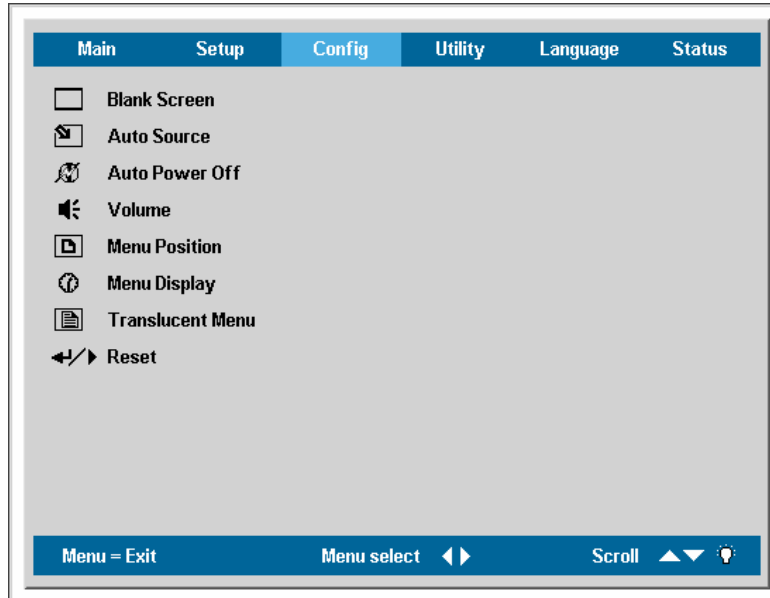 Main Setup Config Utility Language Status
Blank Screen
Auto Source
Auto Power Off
Volume
Menu Position
Menu Display
Translucent Menu
Reset
Menu = Exit Menu select Scroll